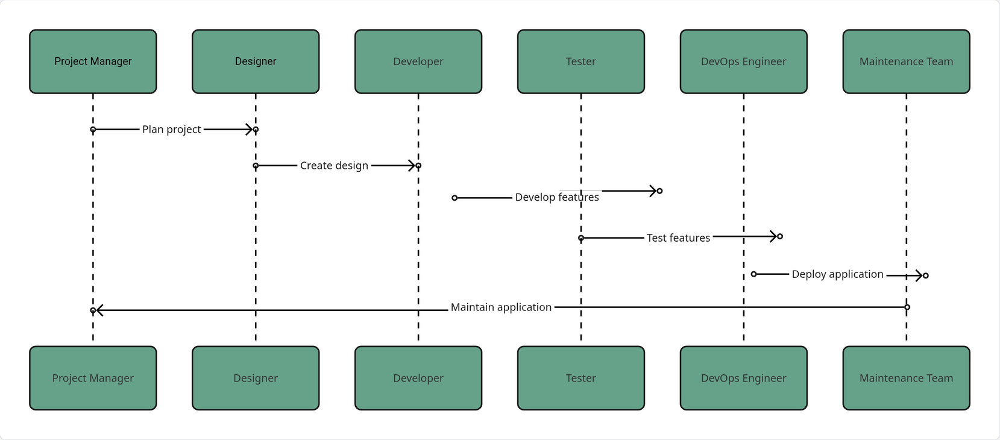 Project Manager
Designer
Developer
Tester
DevOps Engineer
Maintenance Team
Plan project
Create design
Develop features
Test features
Deploy application
Maintain application
Project Manager
Designer
Developer
Tester
DevOps Engineer
Maintenance Team